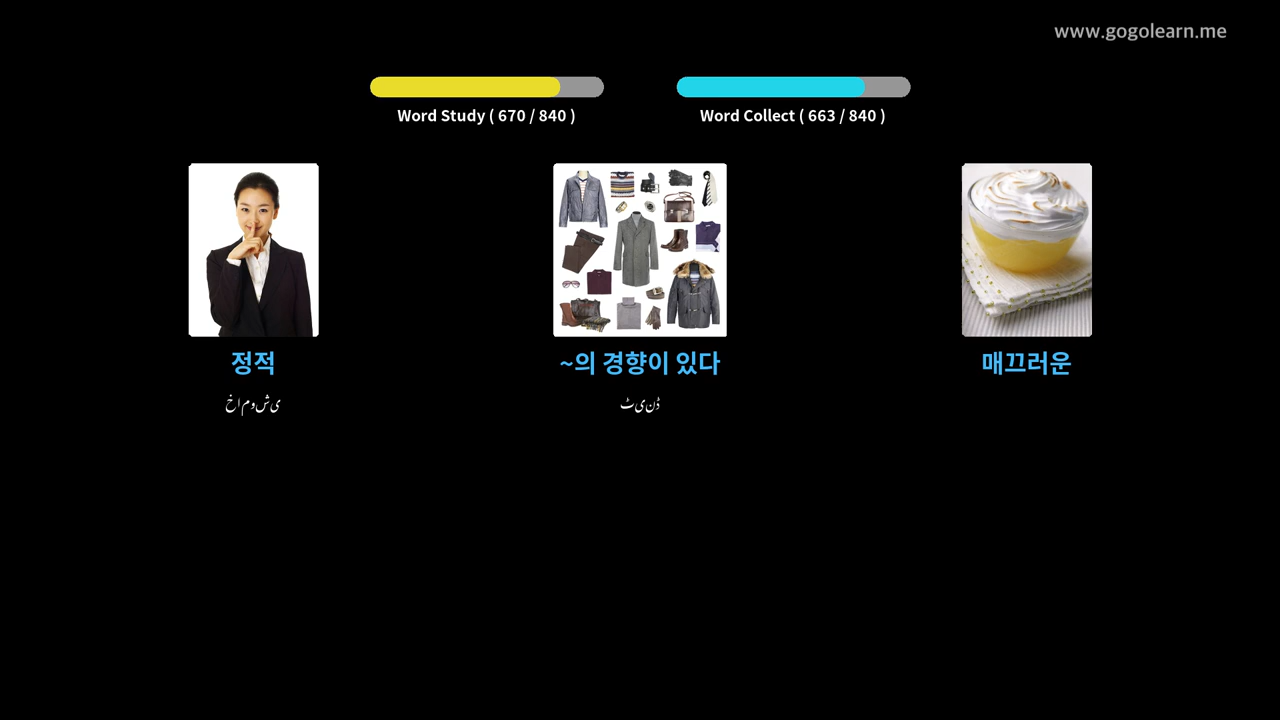 www.gogolearn.me
Word Study ( 670 / 840 )
Word Collect ( 663 / 840 )
정적
~의 경향이 있다
매끄러운
خاموشی
ٹینڈ